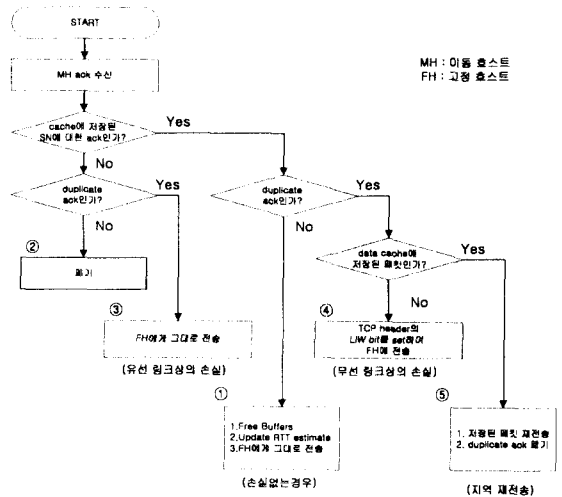 START
MH ack 수신
MH : 이동 호스트
FH : 고정 호스트
cache에 저장된
SN에 대한 ack인가?
Yes
No
duplicate
ack인가?
Yes
No
duplicate
ack인가?
Yes
No
②
폐기
data cache에
저장된 패킷인가?
Yes
No
③
FH에게 그대로 전송
(유선 링크상의 손실)
④
TCP header의
LIW bit를 set하여
FH에 전송
(무선 링크상의 손실)
①
1.Free Buffers
2.Update RTT estimate
3.FH에게 그대로 전송
(손실없는경우)
⑤
1. 저장된 패킷 재전송
2. duplicate ack 폐기
(지역 재전송)